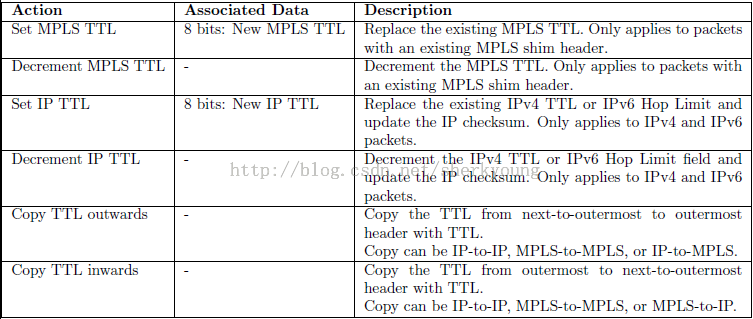 Action Associated Data Description
Set MPLS TTL 8 bits: New MPLS TTL Replace the existing MPLS TTL. Only applies to packets
with an existing MPLS shim header.
Decrement MPLS TTL - Decrement the MPLS TTL. Only applies to packets with
an existing MPLS shim header.
Set IP TTL 8 bits: New IP TTL Replace the existing IPv4 TTL or IPv6 Hop Limit and
update the IP checksum. Only applies to IPv4 and IPv6
packets.
Decrement IP TTL - Decrement the IPv4 TTL or IPv6 Hop Limit field and
http://blog.csdn.net/sherkyoung
update the IP checksum. Only applies to IPv4 and IPv6
packets.
Copy TTL outwards - Copy the TTL from next-to-outermost to outermost
header with TTL.
Copy can be IP-to-IP, MPLS-to-MPLS, or IP-to-MPLS.
Copy TTL inwards - Copy the TTL from outermost to next-to-outermost
header with TTL.
Copy can be IP-to-IP, MPLS-to-MPLS, or MPLS-to-IP.